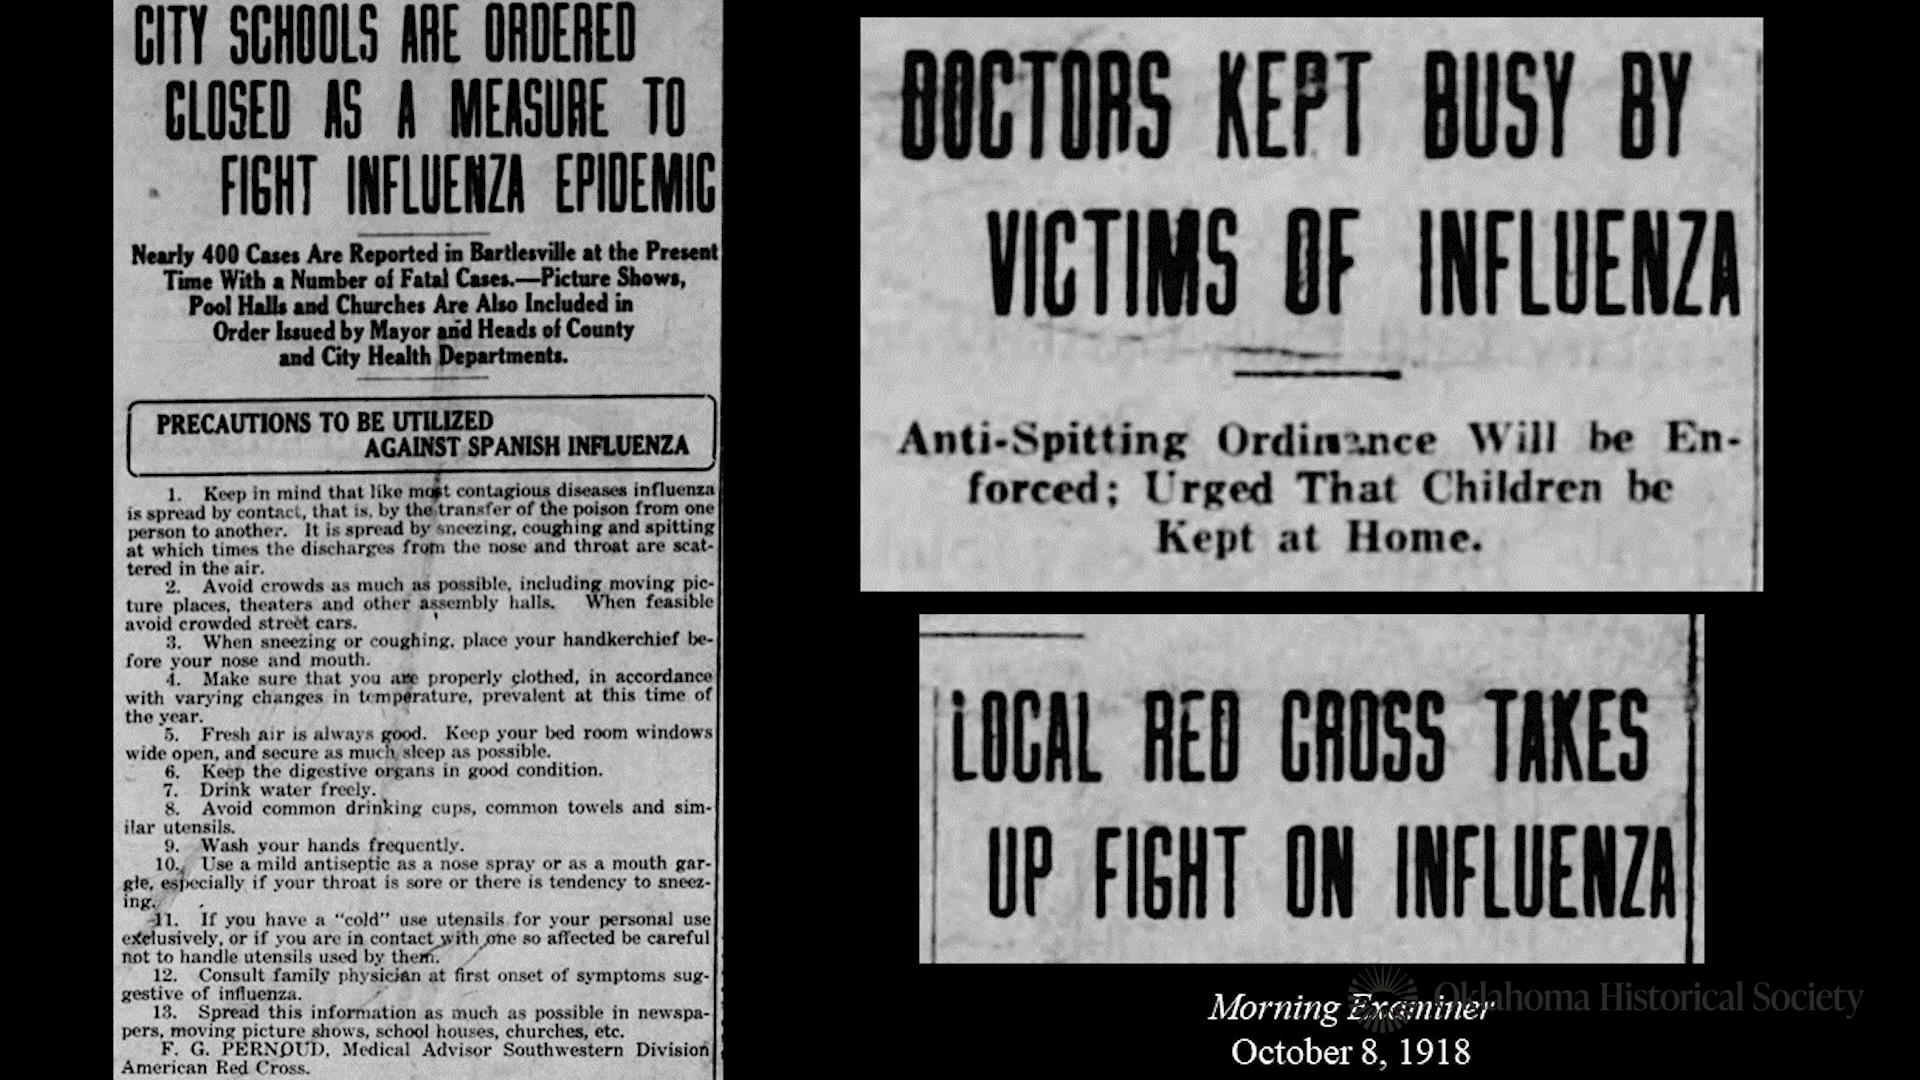 CITY SCHOOLS ARE ORDERED
CLOSED AS A MEASURE TO
FIGHT INFLUENZA EPIDEMIC
Nearly 400 Cases Are Reported in Bartlesville at the Present
Time With a Number of Fatal Cases.—Picture Shows,
Pool Halls and Churches Are Also Included in
Order Issued by Mayor and Heads of County
and City Health Departments.
PRECAUTIONS TO BE UTILIZED
AGAINST SPANISH INFLUENZA
1. Keep in mind that like most contagious diseases influenza
is spread by contact, that is, by the transfer of the poison from one
person to another. It is spread by sneezing, coughing and spitting
at which times the discharges from the nose and throat are scat-
tered in the air.
2. Avoid crowds as much as possible, including moving pic-
ture places, theaters and other assembly halls. When feasible
avoid crowded street cars.
3. When sneezing or coughing, place your handkerchief be-
fore your nose and mouth.
4. Make sure that you are properly clothed, in accordance
with varying changes in temperature, prevalent at this time of
the year.
5. Fresh air is always good. Keep your bed room windows
wide open, and secure as much sleep as possible.
6. Keep the digestive organs in good condition.
7. Drink water freely.
8. Avoid common drinking cups, common towels and sim-
ilar utensils.
9. Wash your hands frequently.
10. Use a mild antiseptic as a nose spray or as a mouth gar-
gle, especially if your throat is sore or there is tendency to sneez-
ing.
11. If you have a "cold" use utensils for your personal use
exclusively, or if you are in contact with one so affected be careful
not to handle utensils used by them.
12. Consult family physician at first onset of symptoms sug-
gestive of influenza.
13. Spread this information as much as possible in newspa-
pers, moving picture shows, school houses, churches, etc.
F. G. PERNOUD, Medical Advisor Southwestern Division
American Red Cross.
DOCTORS KEPT BUSY BY
VICTIMS OF INFLUENZA
Anti-Spitting Ordinance Will be En-
forced; Urged That Children be
Kept at Home.
LOCAL RED CROSS TAKES
UP FIGHT ON INFLUENZA
Morning Examiner
October 8, 1918
Oklahoma Historical Society